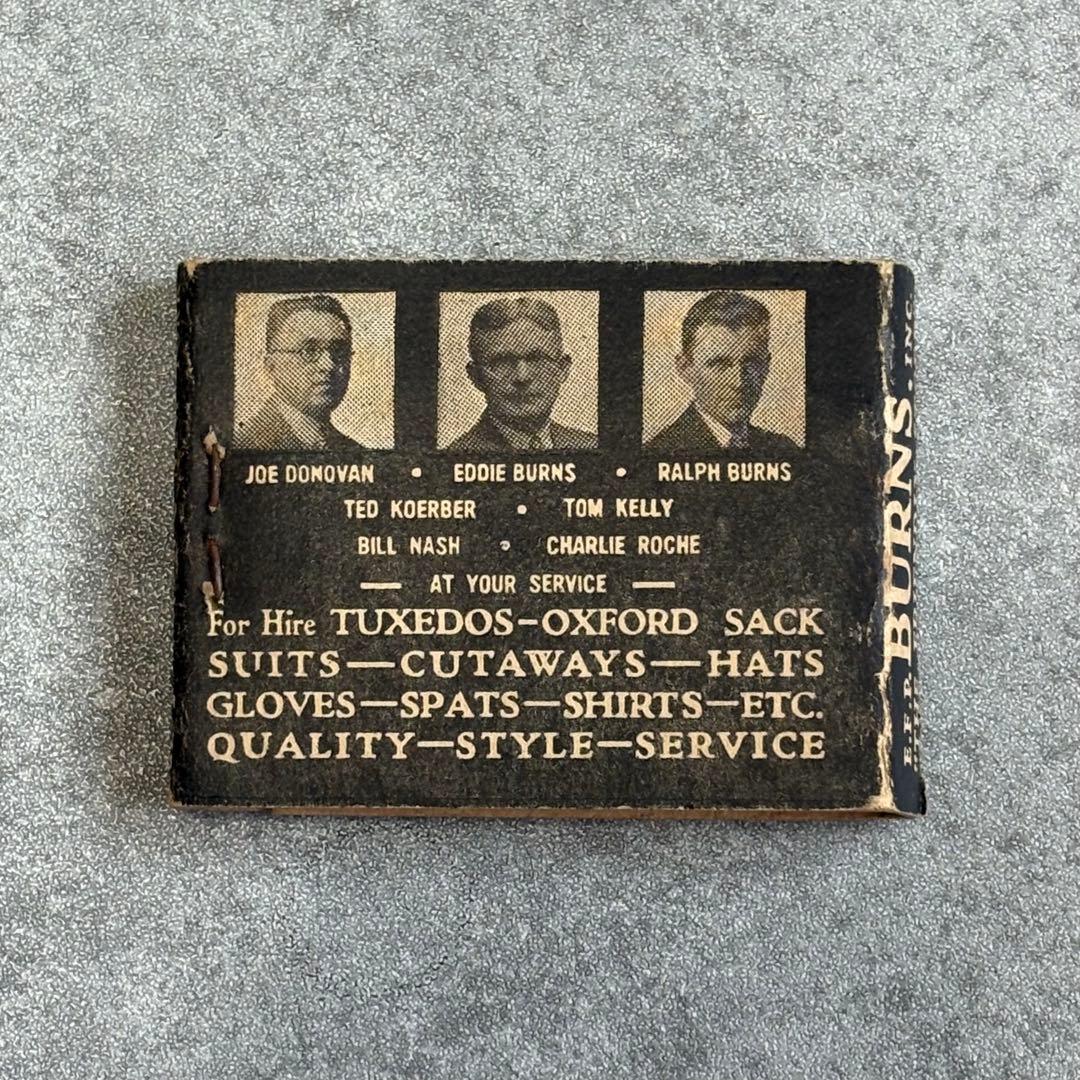 JOE DONOVAN • EDDIE BURNS • RALPH BURNS
TED KOERBER • TOM KELLY
BILL NASH • CHARLIE ROCHE
— AT YOUR SERVICE —
For Hire TUXEDOS—OXFORD SACK
SUITS—CUTAWAYS—HATS
GLOVES—SPATS—SHIRTS—ETC.
QUALITY—STYLE—SERVICE
E.F.P. BURNS. INC.